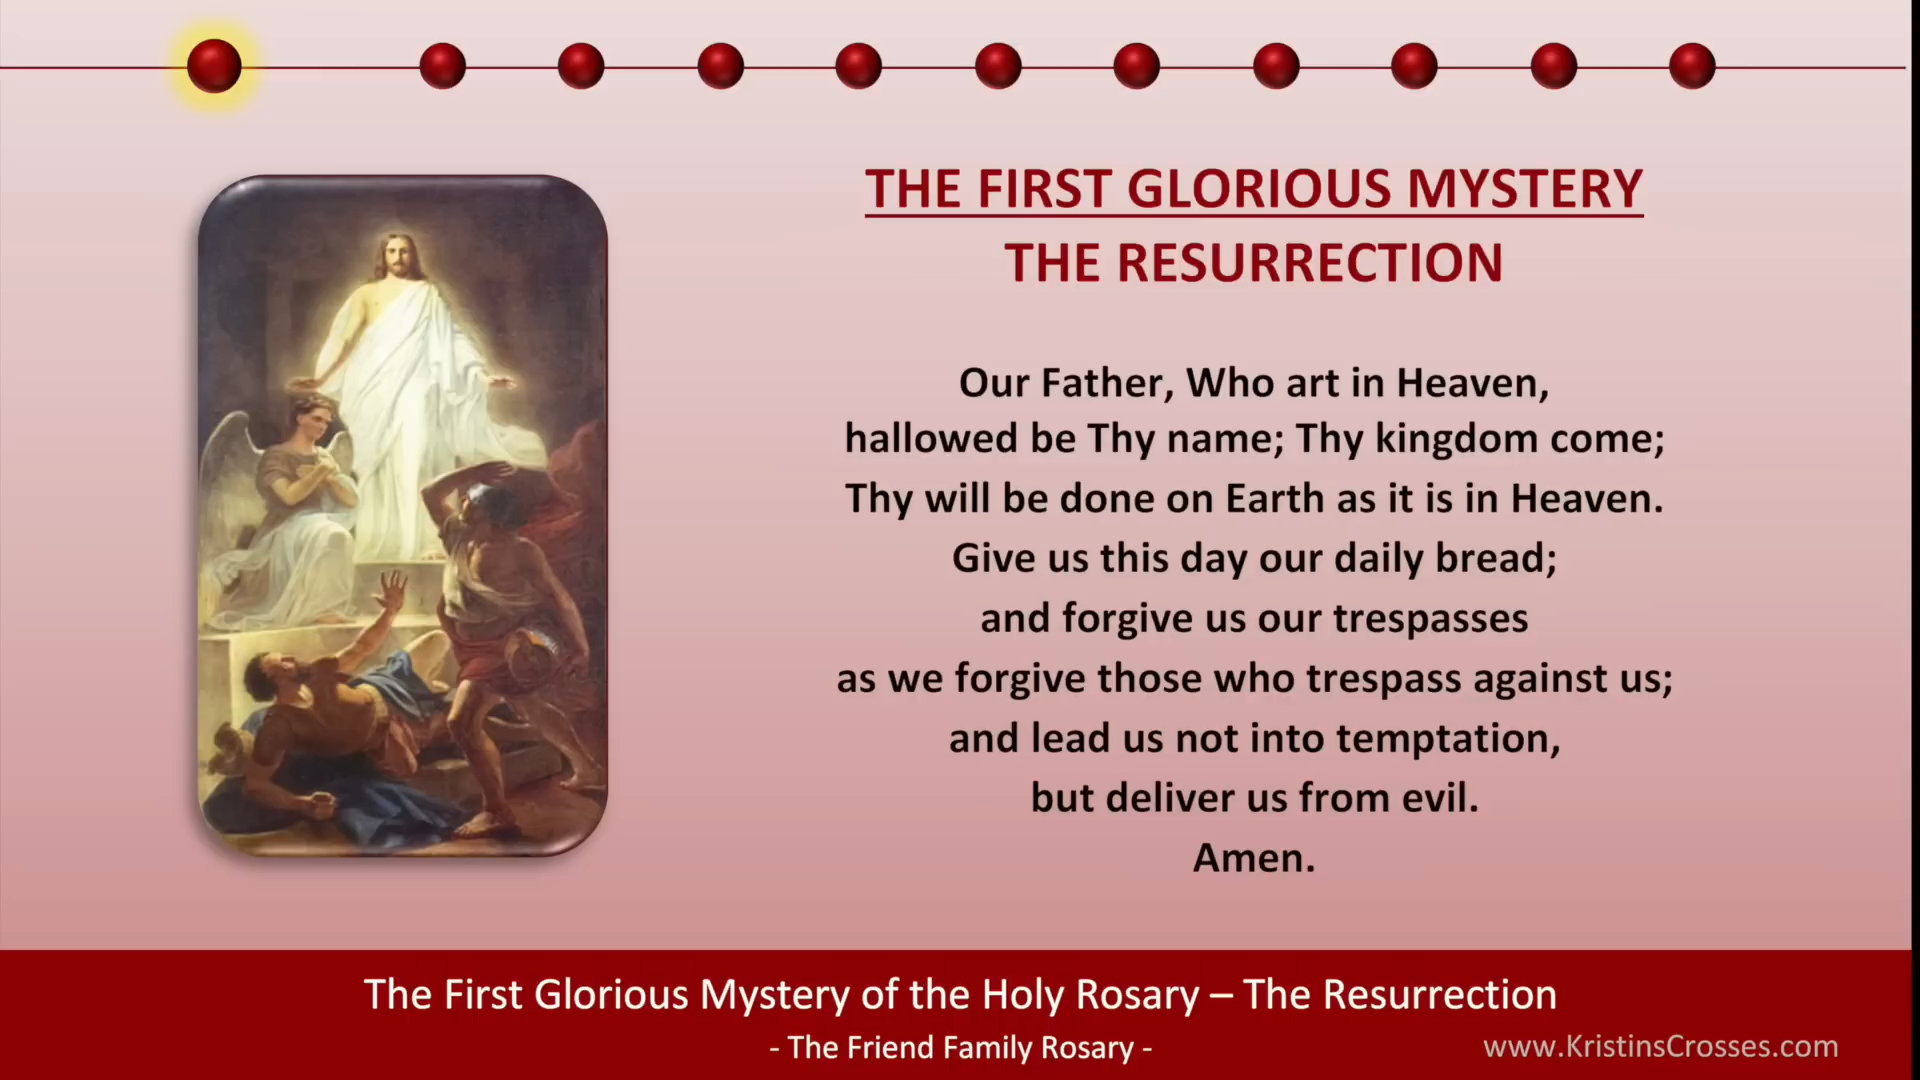 THE FIRST GLORIOUS MYSTERY
THE RESURRECTION
Our Father, Who art in Heaven,
hallowed be Thy name; Thy kingdom come;
Thy will be done on Earth as it is in Heaven.
Give us this day our daily bread;
and forgive us our trespasses
as we forgive those who trespass against us;
and lead us not into temptation,
but deliver us from evil.
Amen.
The First Glorious Mystery of the Holy Rosary – The Resurrection
- The Friend Family Rosary -
www.KristinsCrosses.com